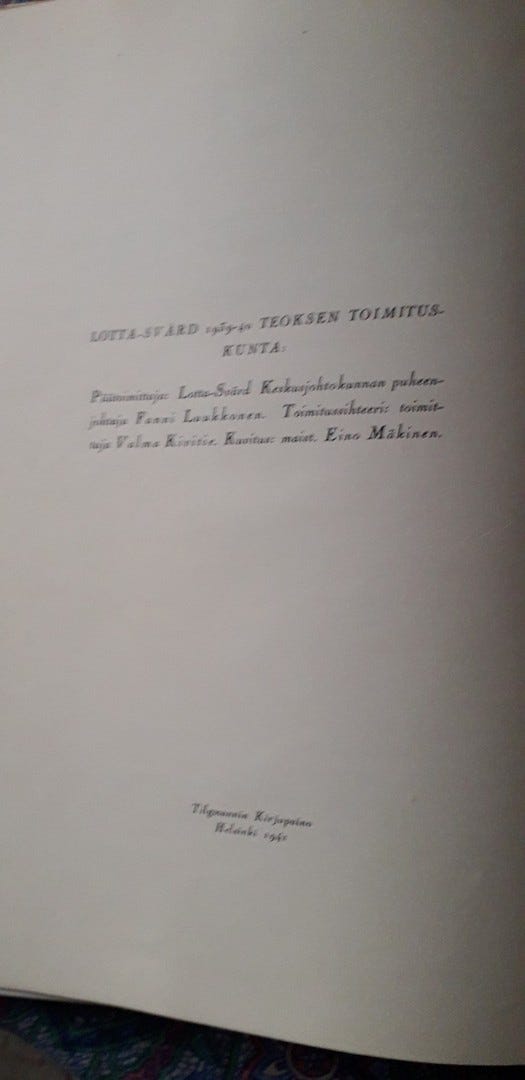 LOTTA-SVÄRD 1939-40 TEOKSEN TOIMITUS-
KUNTA:
Päätoimittaja: Lotta-Svärd Keskusjohtokunnan puheen-
johtaja Fanni Luukkonen. Toimitussihteeri: toimit-
taja Valma Kivitie. Kuvitus: maist. Eino Mäkinen.
Tilgmannin Kirjapaino
Helsinki